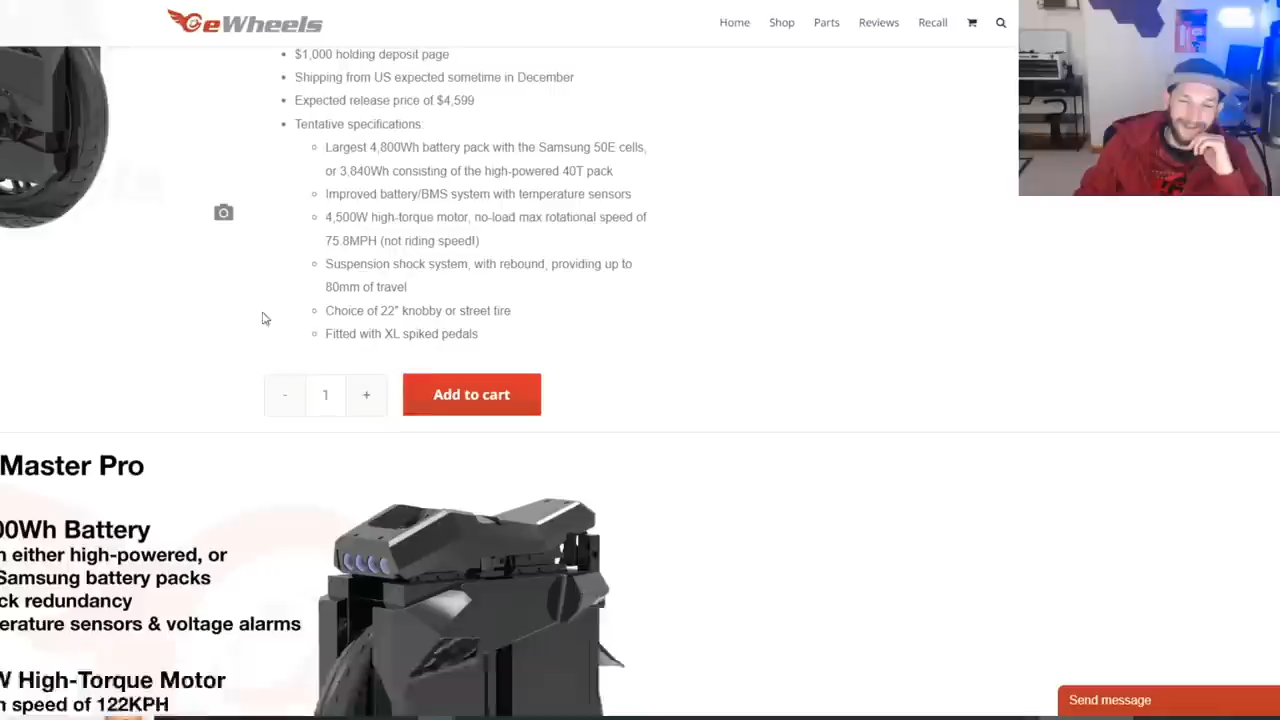 eWheels
Home Shop Parts Reviews Recall
$1,000 holding deposit page
Shipping from US expected sometime in December
Expected release price of $4,599
Tentative specifications:
Largest 4,800Wh battery pack with the Samsung 50E cells,
or 3,840Wh consisting of the high-powered 40T pack
Improved battery/BMS system with temperature sensors
4,500W high-torque motor, no-load max rotational speed of
75.8MPH (not riding speed!)
Suspension shock system, with rebound, providing up to
80mm of travel
Choice of 22" knobby or street tire
Fitted with XL spiked pedals
- 1 + Add to cart
Master Pro
00Wh Battery
n either high-powered, or
Samsung battery packs
ck redundancy
erature sensors & voltage alarms
W High-Torque Motor
n speed of 122KPH
Send message